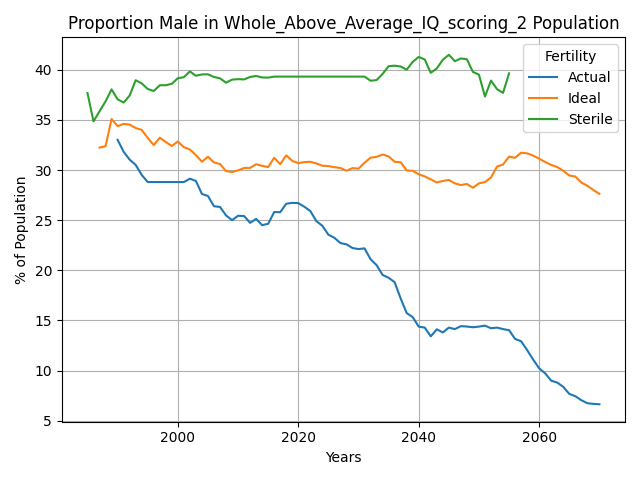 Proportion Male in Whole_Above_Average_IQ_scoring_2 Population
Fertility
Actual
Ideal
Sterile
% of Population
40
35
30
25
20
15
10
5
2000
2020
2040
2060
Years